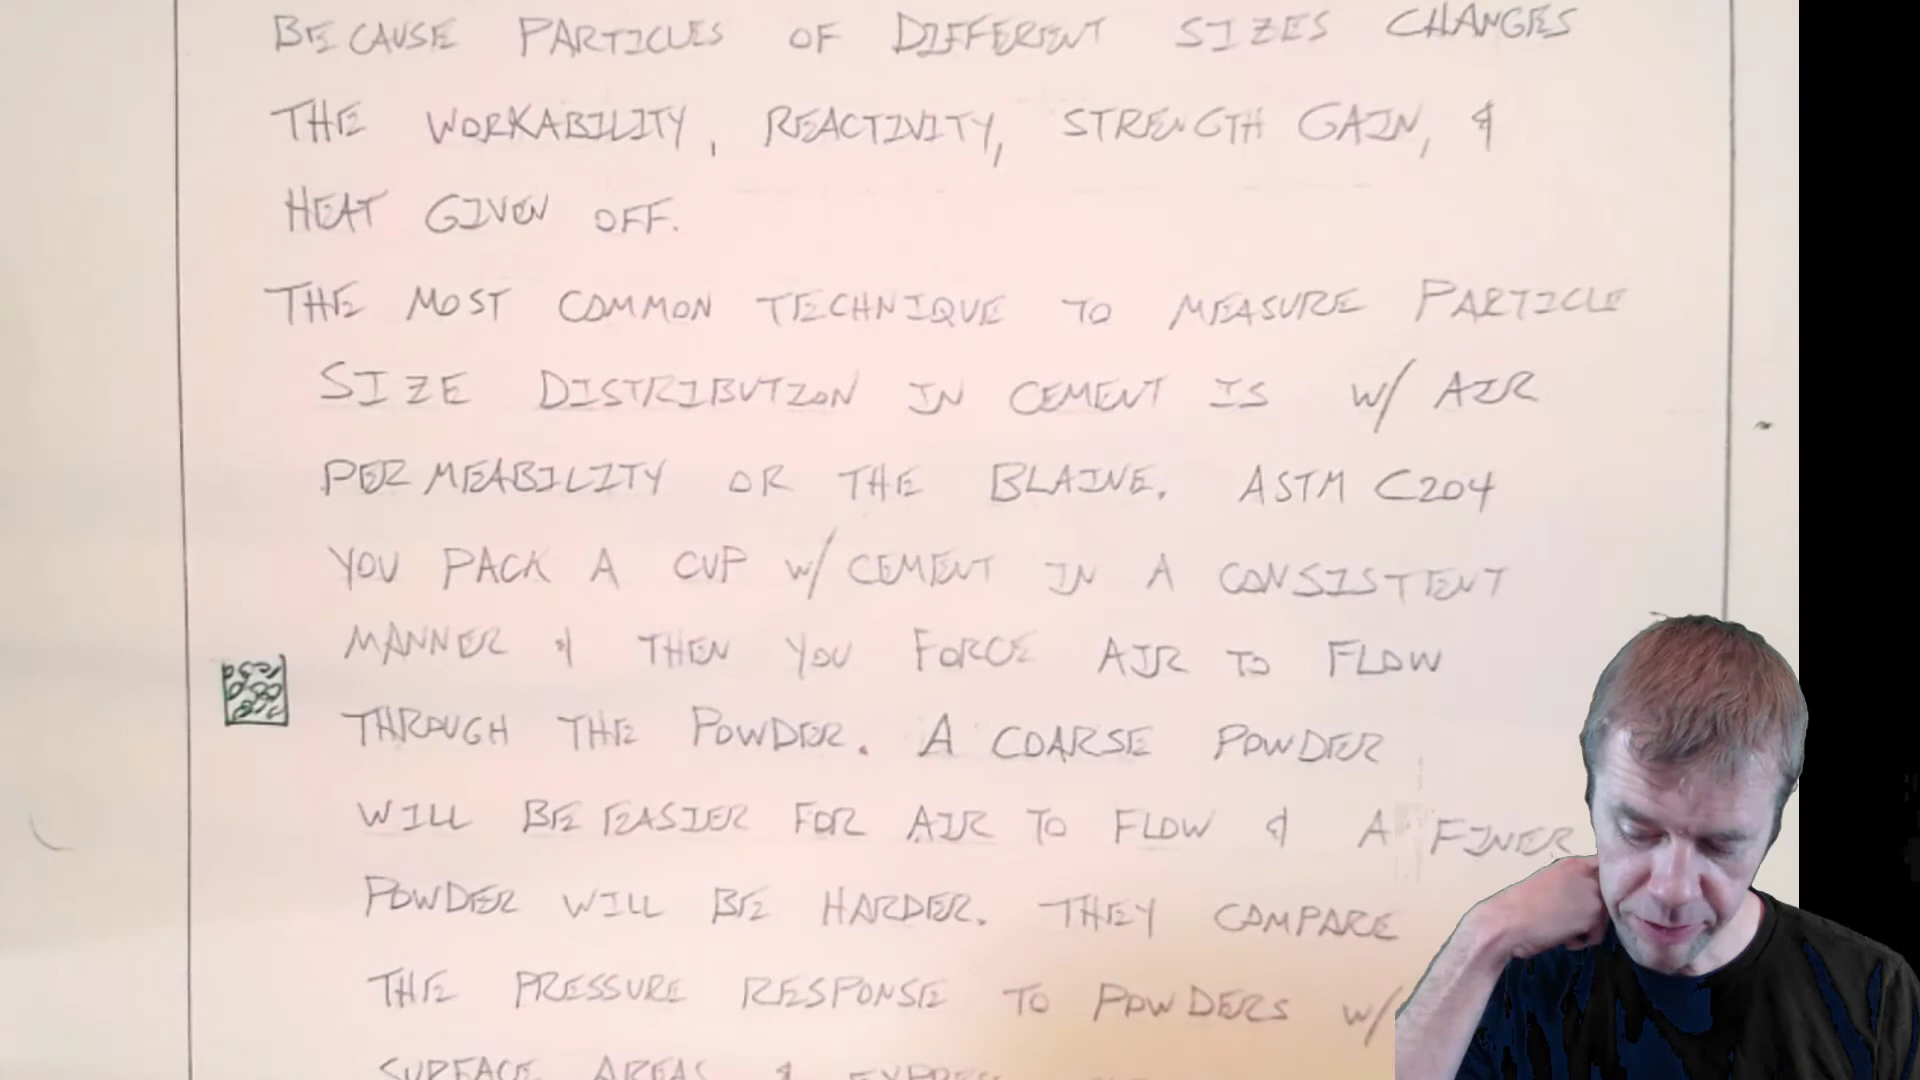 BECAUSE PARTICLES OF DIFFERENT SIZES CHANGES
THE WORKABILITY, REACTIVITY, STRENGTH GAIN, &
HEAT GIVEN OFF.
THE MOST COMMON TECHNIQUE TO MEASURE PARTICLE
SIZE DISTRIBUTION IN CEMENT IS W/ AIR
PERMEABILITY OR THE BLAINE. ASTM C204
YOU PACK A CUP W/ CEMENT IN A CONSISTENT
MANNER & THEN YOU FORCE AIR TO FLOW
THROUGH THE POWDER. A COARSE POWDER
WILL BE EASIER FOR AIR TO FLOW & A FINER
POWDER WILL BE HARDER. THEY COMPARE
THE PRESSURE RESPONSE TO POWDERS W/
SURFACE AREAS &